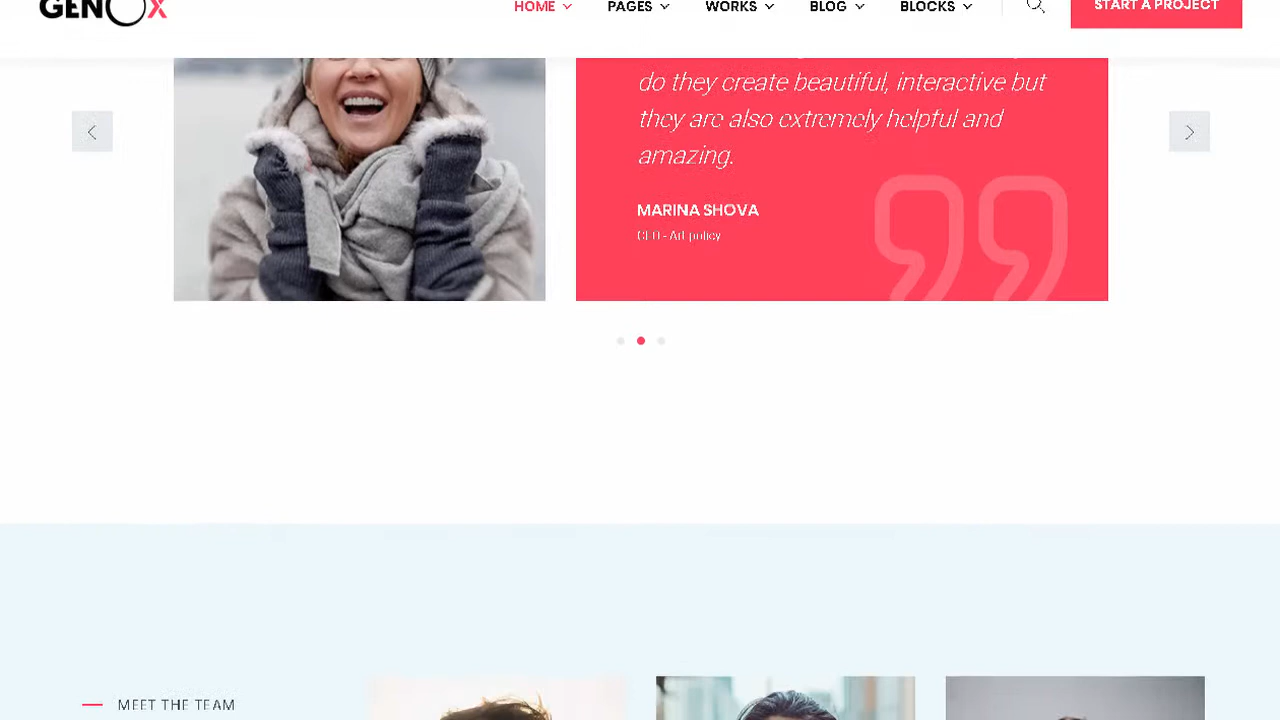 GENOX
HOME PAGES WORKS BLOG BLOCKS START A PROJECT
do they create beautiful, interactive but
they are also extremely helpful and
amazing.
MARINA SHOVA
CEO - Art policy
MEET THE TEAM